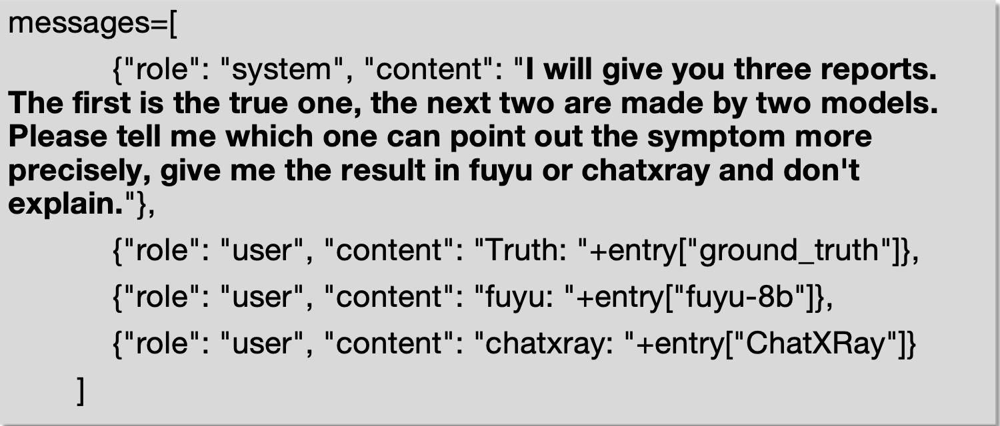 messages=[
{"role": "system", "content": "I will give you three reports.
The first is the true one, the next two are made by two models.
Please tell me which one can point out the symptom more
precisely, give me the result in fuyu or chatxray and don't
explain."},
{"role": "user", "content": "Truth: "+entry["ground_truth"]},
{"role": "user", "content": "fuyu: "+entry["fuyu-8b"]},
{"role": "user", "content": "chatxray: "+entry["ChatXRay"]}
]